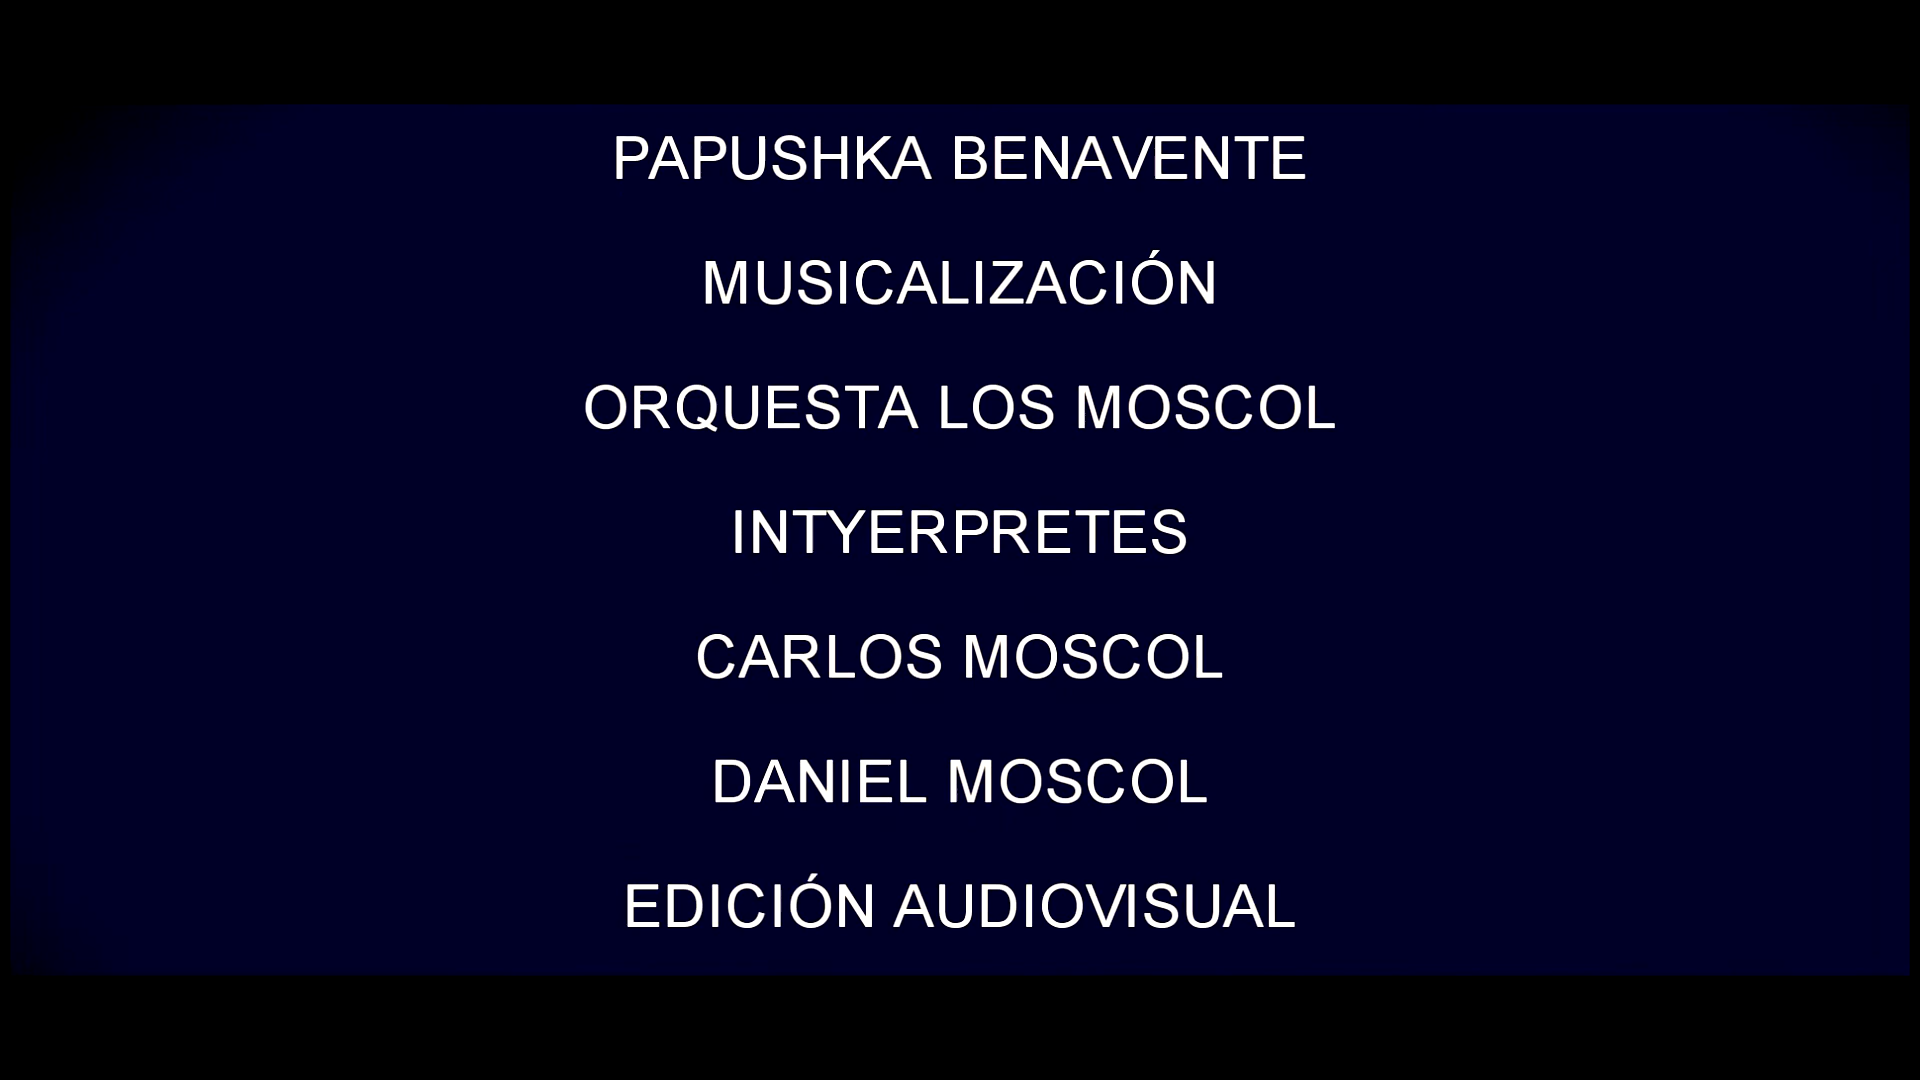 PAPUSHKA BENAVENTE
MUSICALIZACIÓN
ORQUESTA LOS MOSCOL
INTYERPRETES
CARLOS MOSCOL
DANIEL MOSCOL
EDICIÓN AUDIOVISUAL